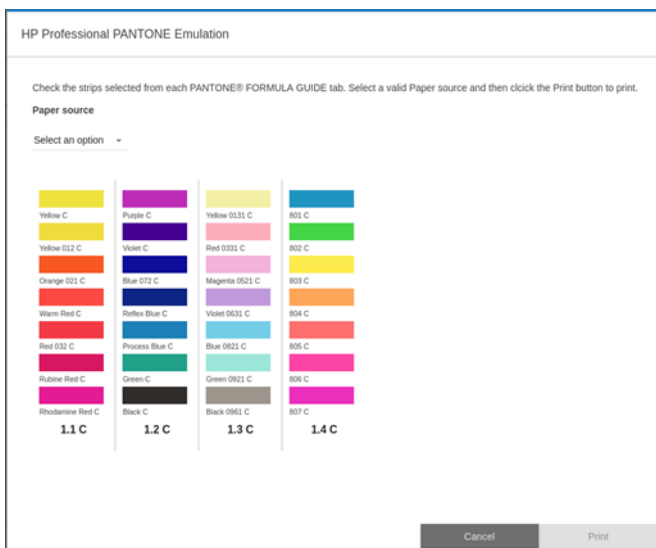 HP Professional PANTONE Emulation
Check the strips selected from each PANTONE® FORMULA GUIDE tab. Select a valid Paper source and then clcick the Print button to print.
Paper source
Select an option
Yellow C
Purple C
Yellow 0131 C
801 C
Yellow 012 C
Violet C
Red 0331 C
802 C
Orange 021 C
Blue 072 C
Magenta 0521 C
803 C
Warm Red C
Reflex Blue C
Violet 0631 C
804 C
Red 032 C
Process Blue C
Blue 0821 C
805 C
Rubine Red C
Green C
Green 0921 C
806 C
Rhodamine Red C
Black C
Black 0961 C
807 C
1.1 C
1.2 C
1.3 C
1.4 C
Cancel
Print